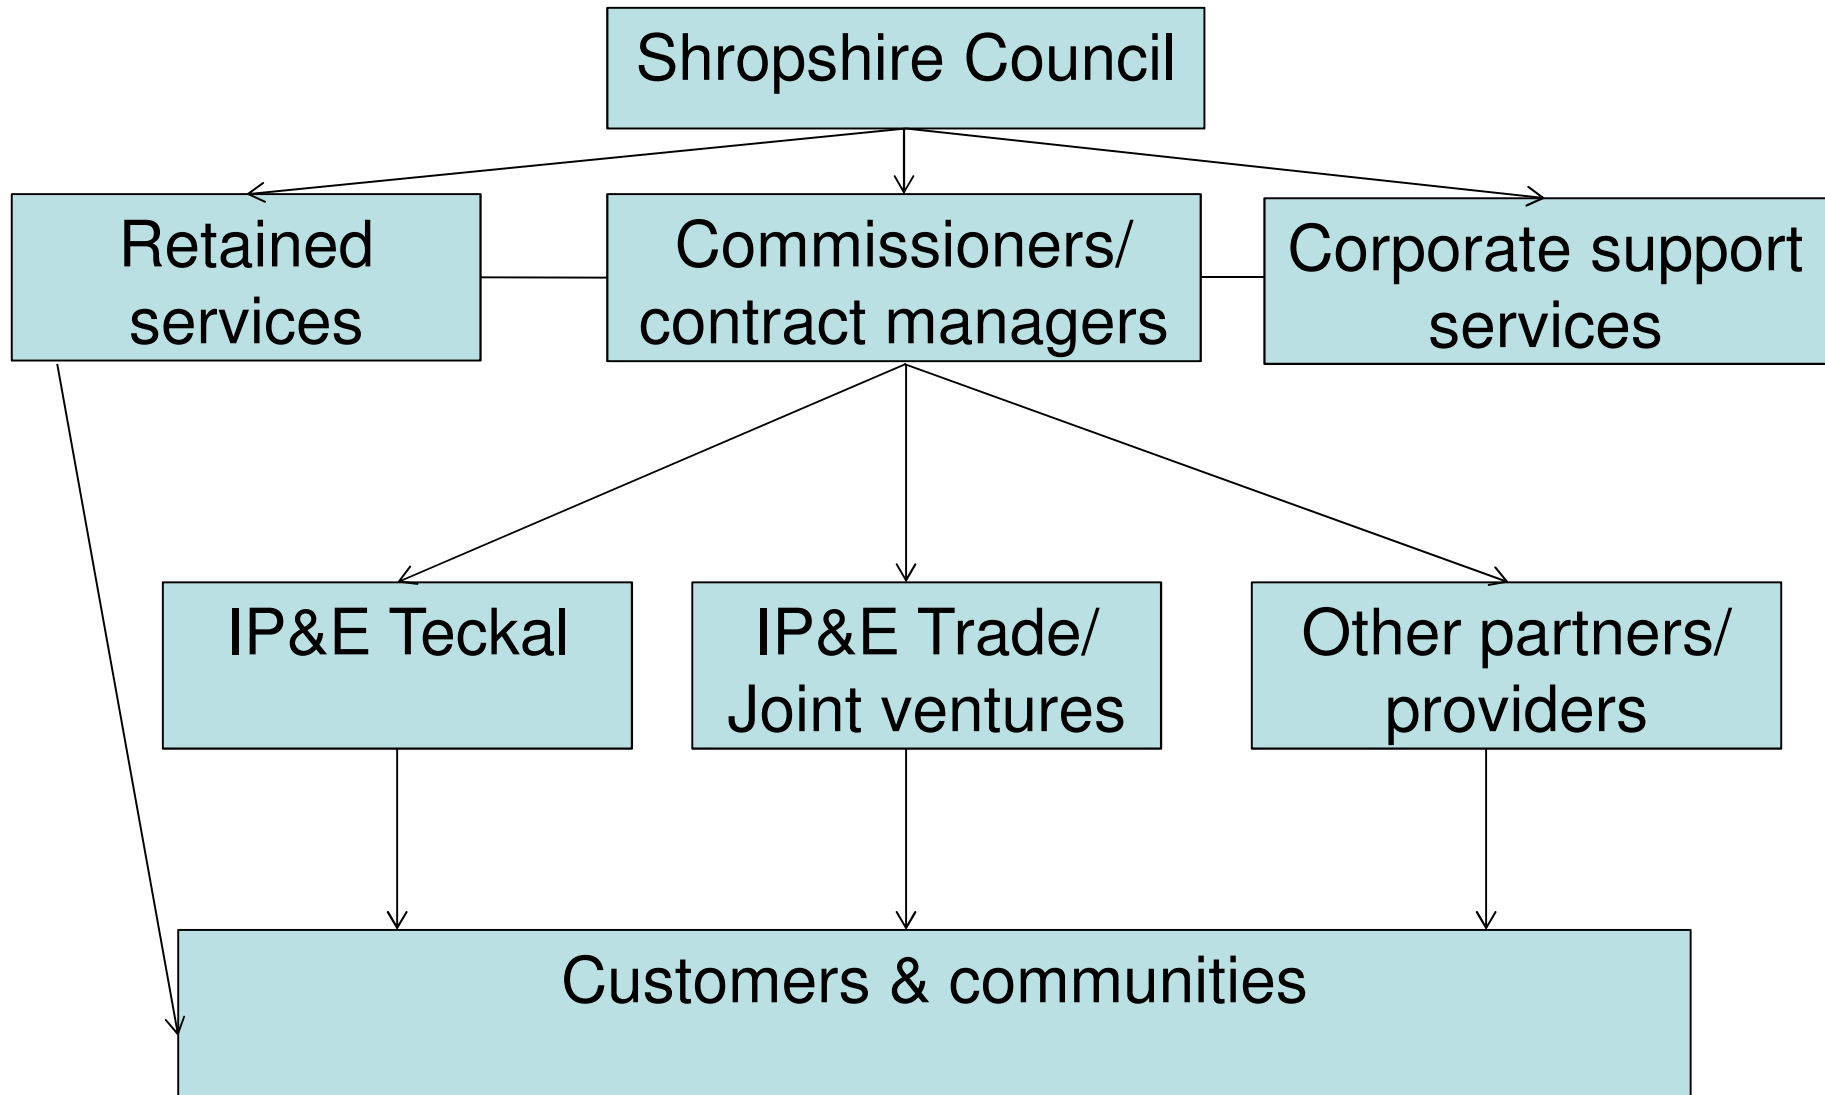 Shropshire Council
Retained
services
Commissioners/
contract managers
Corporate support
services
IP&E Teckal
IP&E Trade/
Joint ventures
Other partners/
providers
Customers & communities